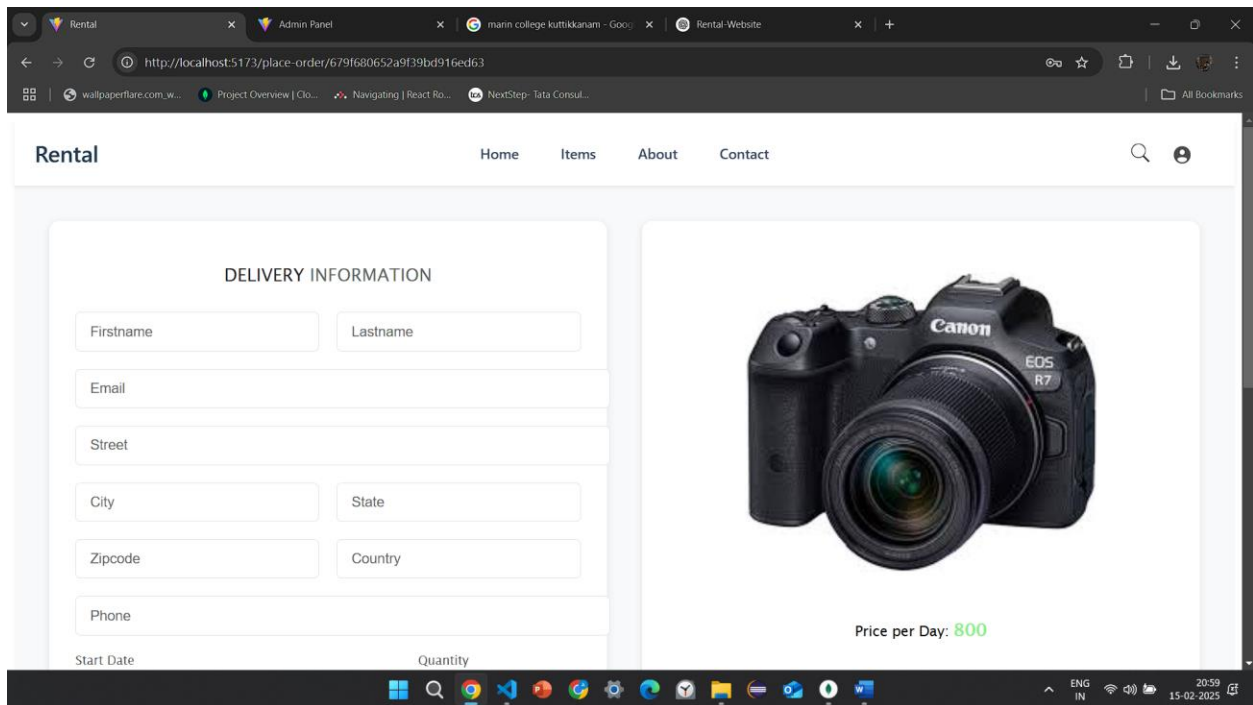 Rental
Admin Panel
marin college kuttikkanam - Goog
Rental-Website
http://localhost:5173/place-order/679f680652a9f39bd916ed63
wallpaperflare.com_w...
Project Overview | Clo...
Navigating | React Ro...
tcs
NextStep- Tata Consul...
All Bookmarks
Rental
Home
Items
About
Contact
DELIVERY INFORMATION
Firstname
Lastname
Email
Street
City
State
Zipcode
Country
Phone
Start Date
Quantity
Canon
EOS
R7
Price per Day: 800
ENG
IN
20:59
15-02-2025